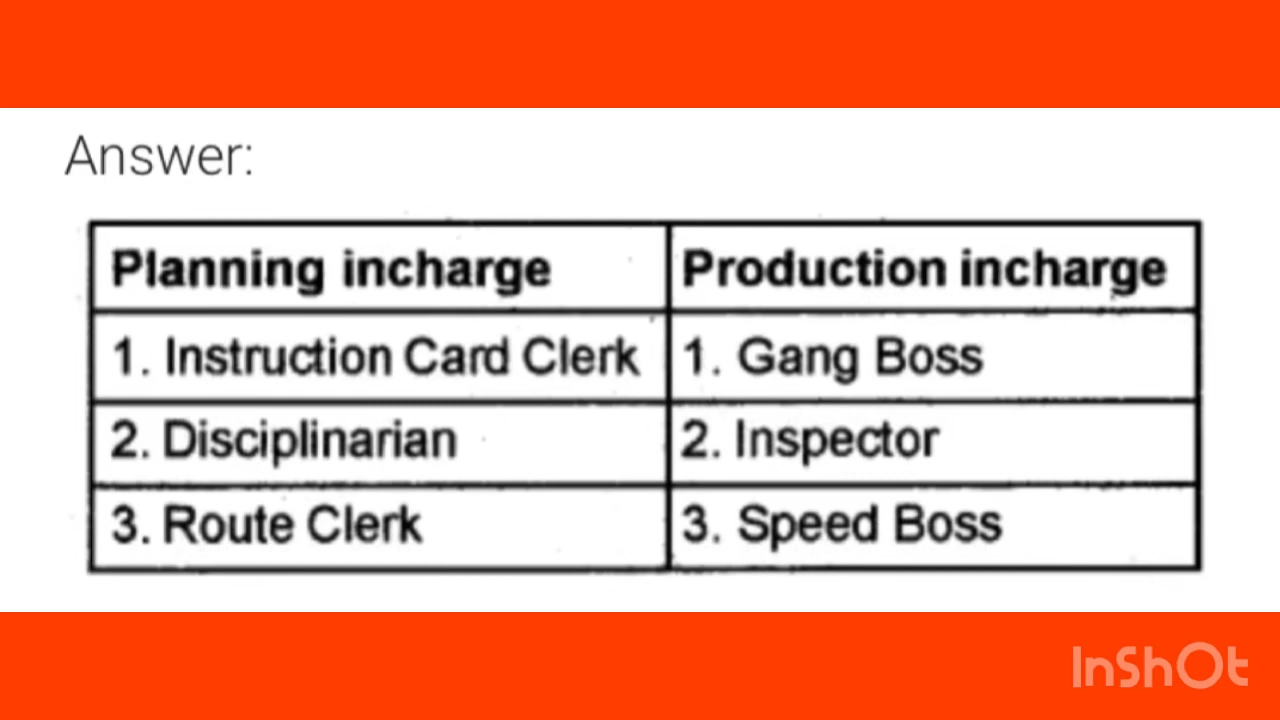 Answer:
Planning incharge Production incharge
1. Instruction Card Clerk 1. Gang Boss
2. Disciplinarian 2. Inspector
3. Route Clerk 3. Speed Boss
InShOt